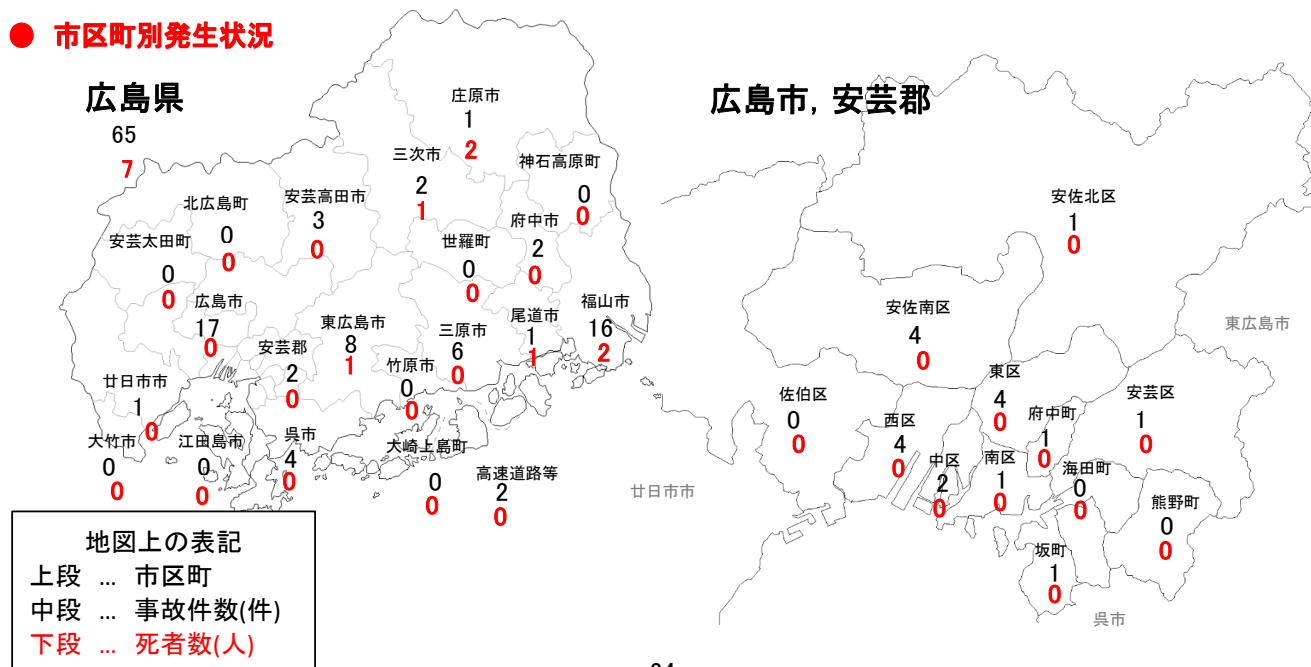 ● 市区町別発生状況
広島県
65
7
庄原市
1
2
三次市
2
1
神石高原町
0
0
安芸高田市
3
0
北広島町
0
0
府中市
2
0
安芸太田町
0
0
世羅町
0
0
広島市
17
0
安芸郡
2
0
東広島市
8
1
三原市
6
0
尾道市
1
1
福山市
16
2
竹原市
0
0
廿日市市
1
0
大竹市
0
0
江田島市
0
0
呉市
4
0
大崎上島町
0
0
高速道路等
2
0
地図上の表記
上段 … 市区町
中段 … 事故件数(件)
下段 … 死者数(人)
広島市，安芸郡
安佐北区
1
0
安佐南区
4
0
東広島市
佐伯区
0
0
西区
4
0
東区
4
0
府中町
1
0
安芸区
1
0
中区
2
0
南区
1
0
海田町
0
0
熊野町
0
0
坂町
1
0
廿日市市
呉市